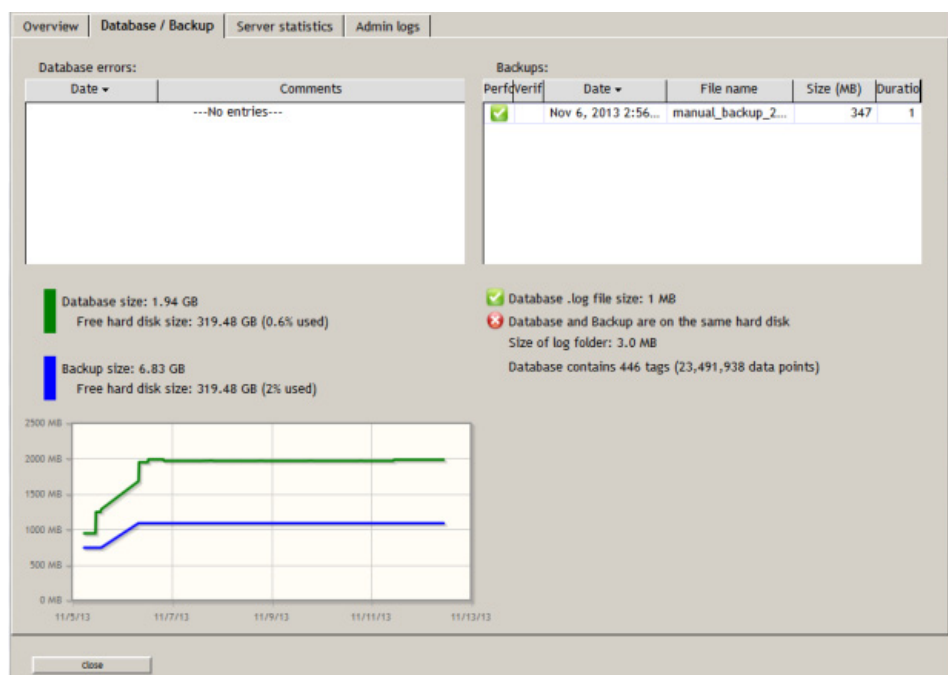 Overview Database / Backup Server statistics Admin logs
Database errors:
Date Comments
---No entries---
Backups:
Perfo Verif Date File name Size (MB) Duratio
Nov 6, 2013 2:56... manual_backup_2... 347 1
Database size: 1.94 GB
Free hard disk size: 319.48 GB (0.6% used)
Backup size: 6.83 GB
Free hard disk size: 319.48 GB (2% used)
Database .log file size: 1 MB
Database and Backup are on the same hard disk
Size of log folder: 3.0 MB
Database contains 446 tags (23,491,938 data points)
2500 MB
2000 MB
1500 MB
1000 MB
500 MB
0 MB
11/5/13 11/7/13 11/9/13 11/11/13 11/13/13
Close